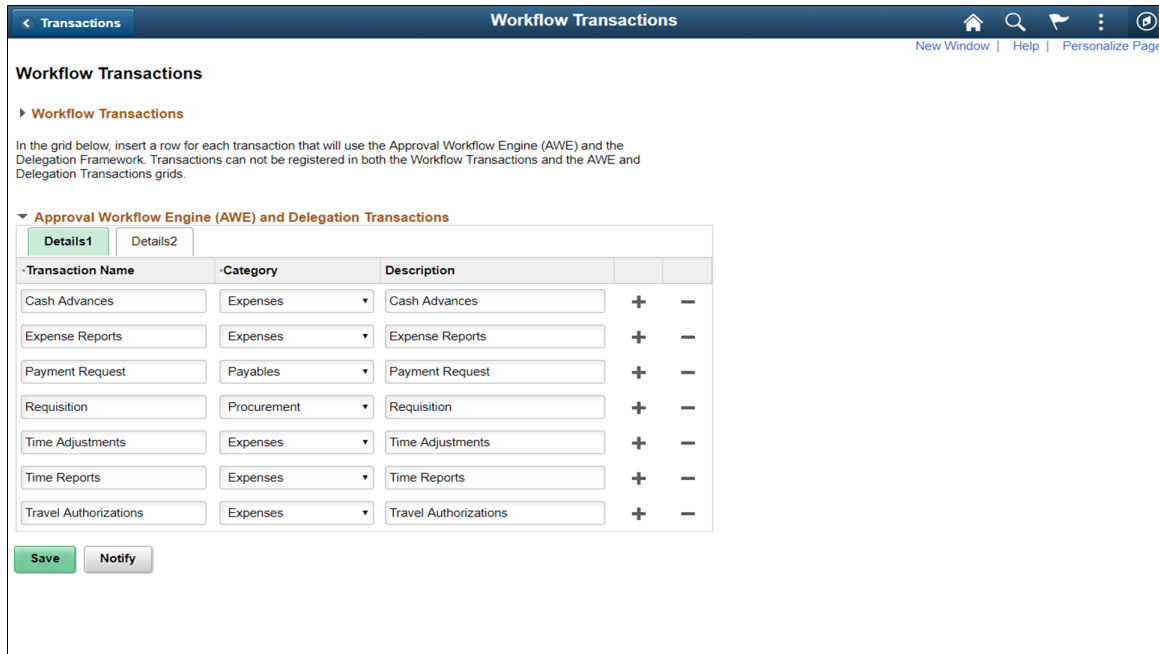 Transactions
Workflow Transactions
New Window | Help | Personalize Page
Workflow Transactions
Workflow Transactions
In the grid below, insert a row for each transaction that will use the Approval Workflow Engine (AWE) and the
Delegation Framework. Transactions can not be registered in both the Workflow Transactions and the AWE and
Delegation Transactions grids.
Approval Workflow Engine (AWE) and Delegation Transactions
Details1 Details2
*Transaction Name *Category Description
Cash Advances Expenses Cash Advances
Expense Reports Expenses Expense Reports
Payment Request Payables Payment Request
Requisition Procurement Requisition
Time Adjustments Expenses Time Adjustments
Time Reports Expenses Time Reports
Travel Authorizations Expenses Travel Authorizations
Save Notify